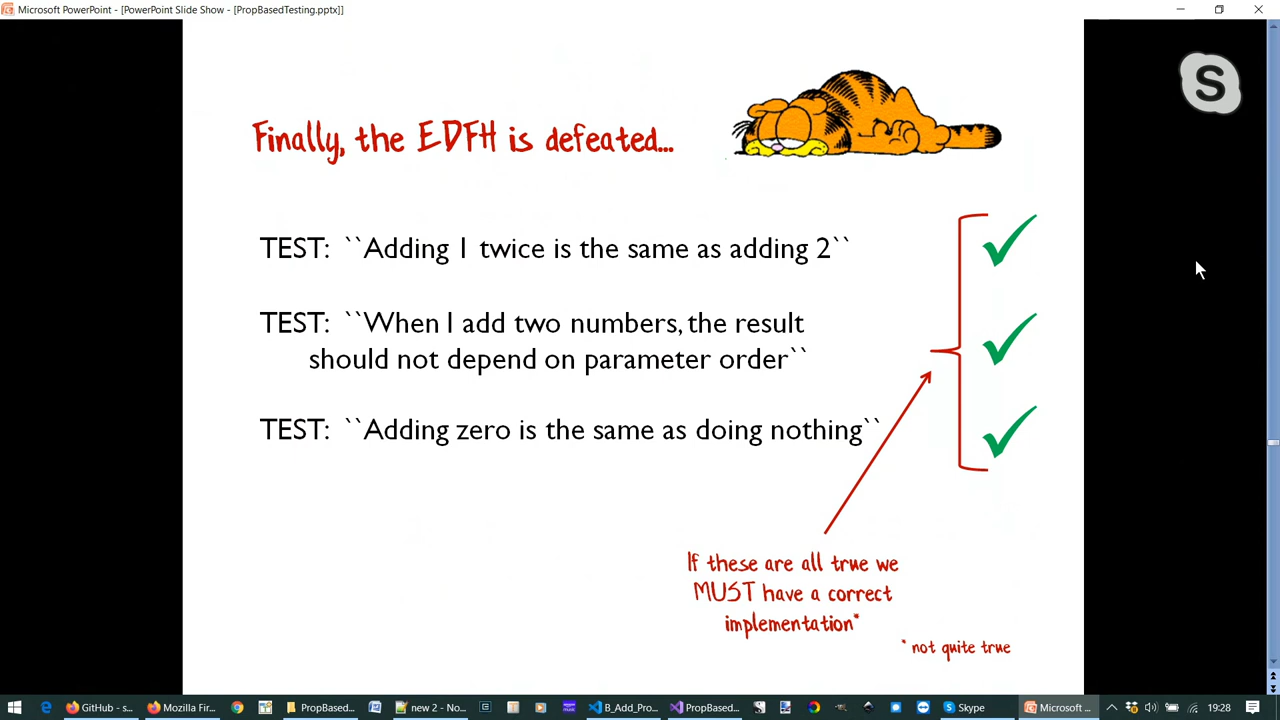 Microsoft PowerPoint - [PowerPoint Slide Show - [PropBasedTesting.pptx]]
S
Finally, the EDFH is defeated...
TEST: ``Adding 1 twice is the same as adding 2``
TEST: ``When I add two numbers, the result
should not depend on parameter order``
TEST: ``Adding zero is the same as doing nothing``
If these are all true we
MUST have a correct
implementation*
* not quite true
GitHub - s... Mozilla Fir... PropBased... new 2 - No... B_Add_Pro... PropBased... Skype Microsoft ... 19:28